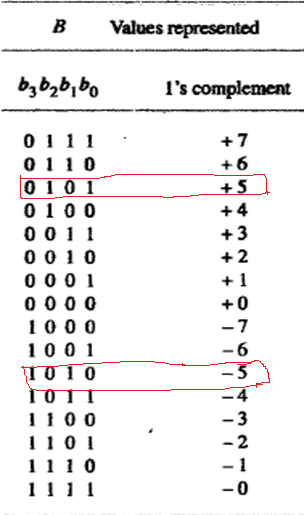 B Values represented
b3b2b1b0 1's complement
0 1 1 1 +7
0 1 1 0 +6
0 1 0 1 +5
0 1 0 0 +4
0 0 1 1 +3
0 0 1 0 +2
0 0 0 1 +1
0 0 0 0 +0
1 0 0 0 -7
1 0 0 1 -6
1 0 1 0 -5
1 0 1 1 -4
1 1 0 0 -3
1 1 0 1 -2
1 1 1 0 -1
1 1 1 1 -0